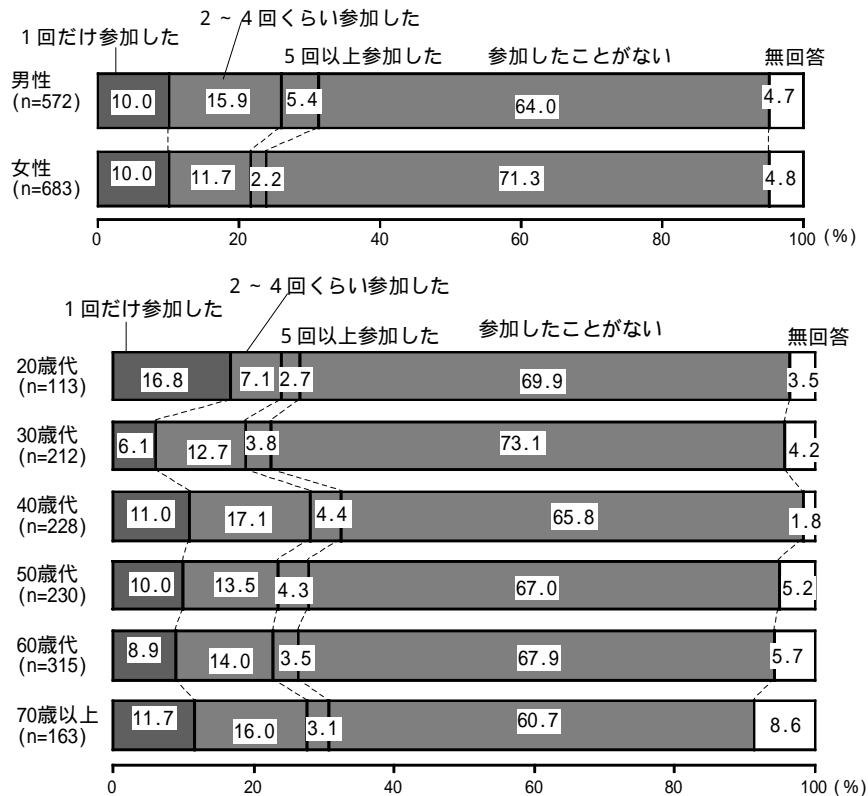 2 ~ 4 回くらい参加した
1 回だけ参加した
5 回以上参加した 参加したことがない 無回答
男性
(n=572)
10.0 15.9 5.4 64.0 4.7
女性
(n=683)
10.0 11.7 2.2 71.3 4.8
0 20 40 60 80 100 (%)
2 ~ 4 回くらい参加した
1 回だけ参加した
5 回以上参加した 参加したことがない 無回答
20歳代
(n=113)
16.8 7.1 2.7 69.9 3.5
30歳代
(n=212)
6.1 12.7 3.8 73.1 4.2
40歳代
(n=228)
11.0 17.1 4.4 65.8 1.8
50歳代
(n=230)
10.0 13.5 4.3 67.0 5.2
60歳代
(n=315)
8.9 14.0 3.5 67.9 5.7
70歳以上
(n=163)
11.7 16.0 3.1 60.7 8.6
0 20 40 60 80 100 (%)